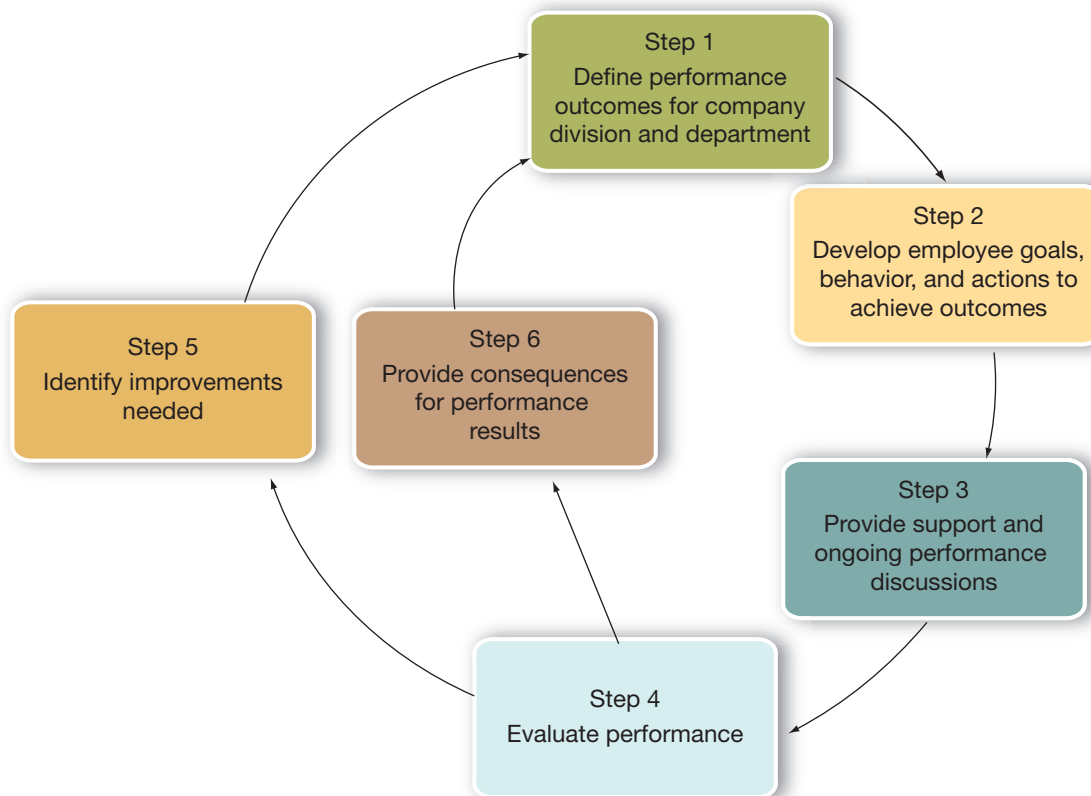 Step 1
Define performance
outcomes for company
division and department
Step 2
Develop employee goals,
behavior, and actions to
achieve outcomes
Step 3
Provide support and
ongoing performance
discussions
Step 4
Evaluate performance
Step 5
Identify improvements
needed
Step 6
Provide consequences
for performance
results